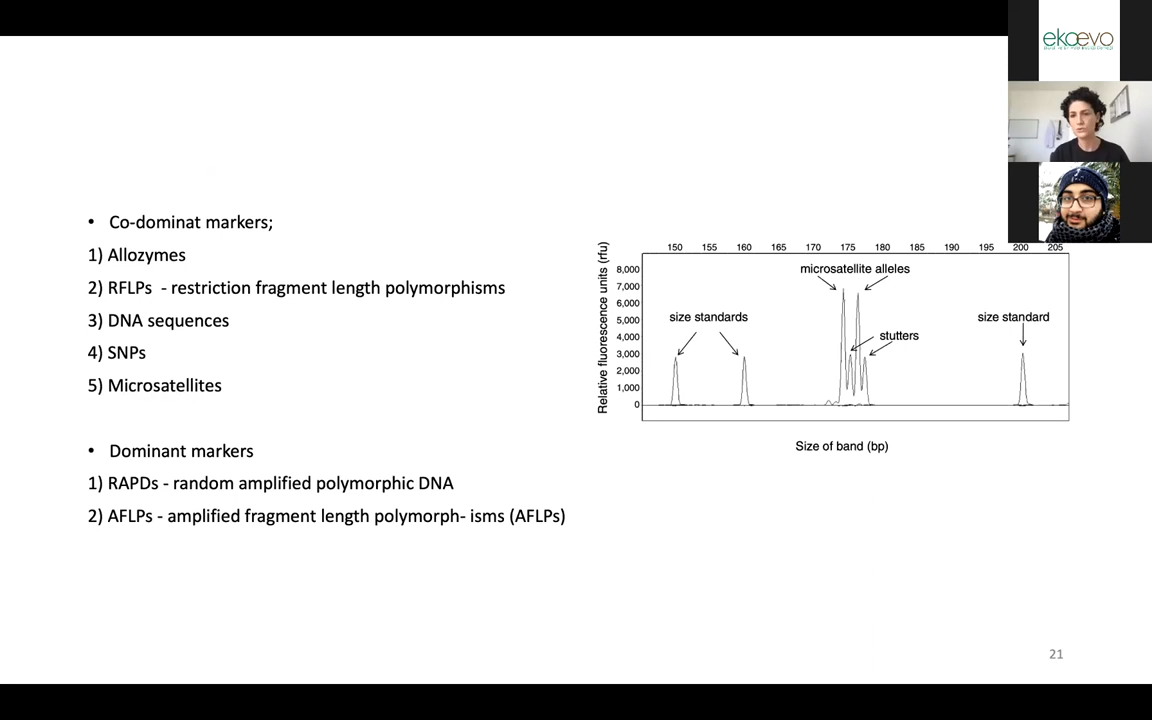 ekoevo
• Co-dominat markers;
1) Allozymes
2) RFLPs - restriction fragment length polymorphisms
3) DNA sequences
4) SNPs
5) Microsatellites
• Dominant markers
1) RAPDs - random amplified polymorphic DNA
2) AFLPs - amplified fragment length polymorph- isms (AFLPs)
150 155 160 165 170 175 180 185 190 195 200 205
Relative fluorescence units (rfu)
8,000
7,000
6,000
5,000
4,000
3,000
2,000
1,000
0
microsatellite alleles
size standards
size standard
stutters
Size of band (bp)
21